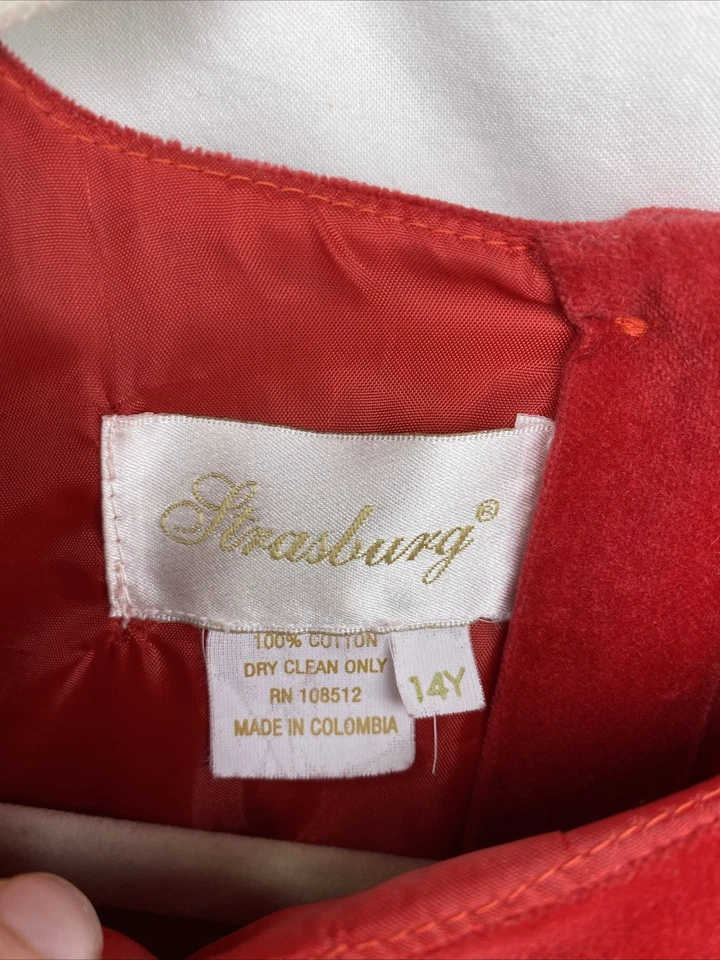 Strasburg®
100% COTTON
DRY CLEAN ONLY
RN 108512
MADE IN COLOMBIA
14Y